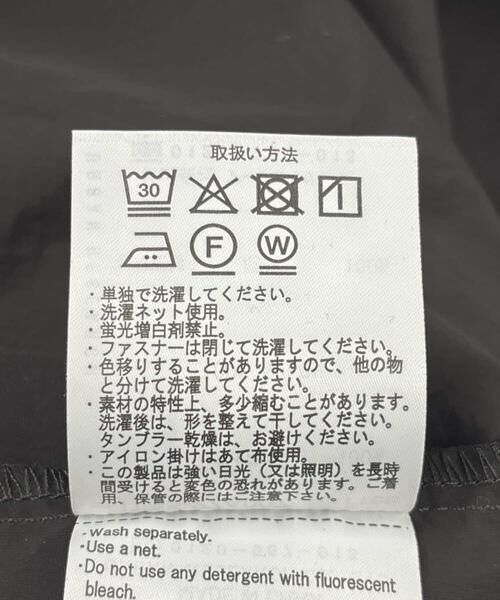 取扱い方法
30
F W
・単独で洗濯してください。
・洗濯ネット使用。
・蛍光増白剤禁止。
・ファスナーは閉じて洗濯してください。
・色移りすることがありますので、他の物
と分けて洗濯してください。
・素材の特性上、多少縮むことがあります。
洗濯後は、形を整えて干してください。
タンブラー乾燥は、お避けください。
・アイロン掛けはあて布使用。
・この製品は強い日光（又は照明）を長時
間受けると変色の恐れがあります。ご着
用、保管の際にはご注意下さい。
・wash separately.
・Use a net.
・Do not use any detergent with fluorescent
bleach.